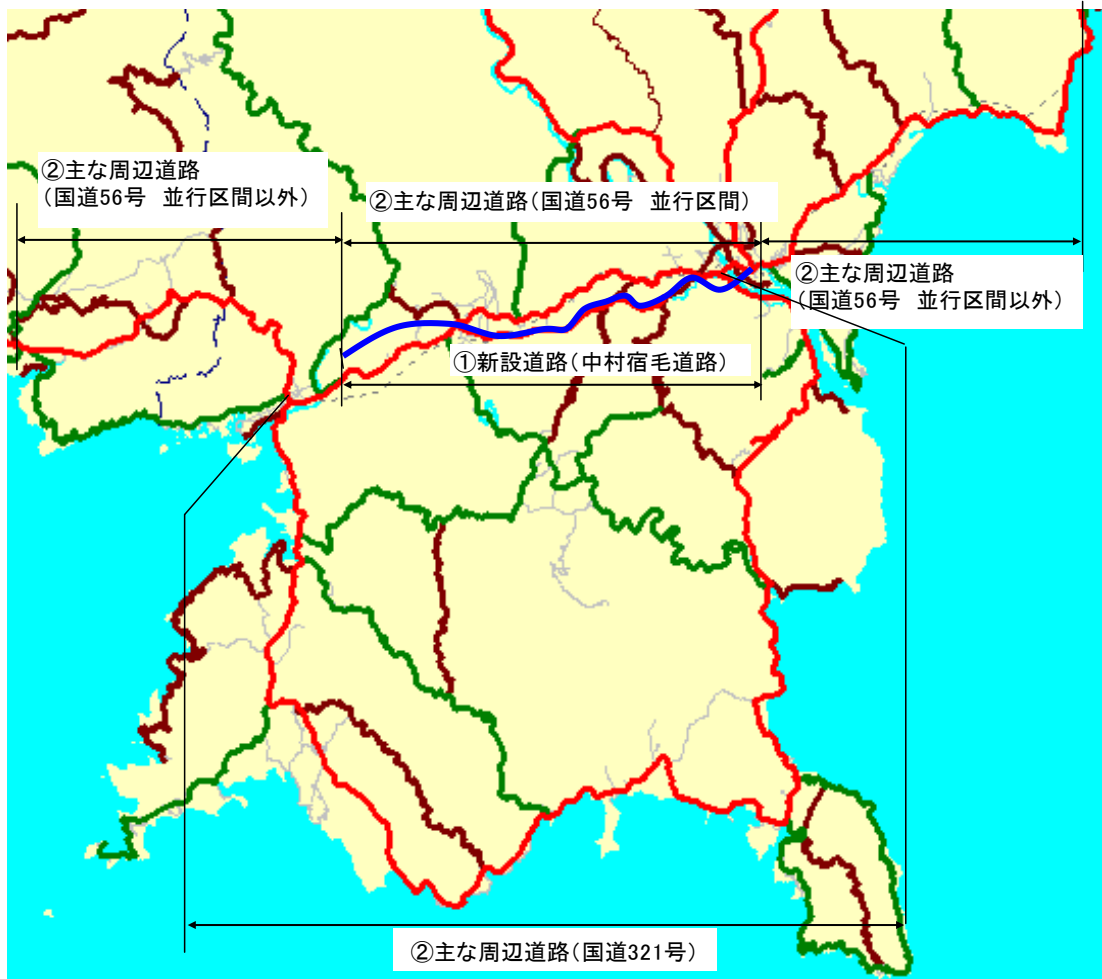 ②主な周辺道路
（国道56号　並行区間以外）
②主な周辺道路（国道56号　並行区間）
②主な周辺道路
（国道56号　並行区間以外）
①新設道路（中村宿毛道路）
②主な周辺道路（国道321号）